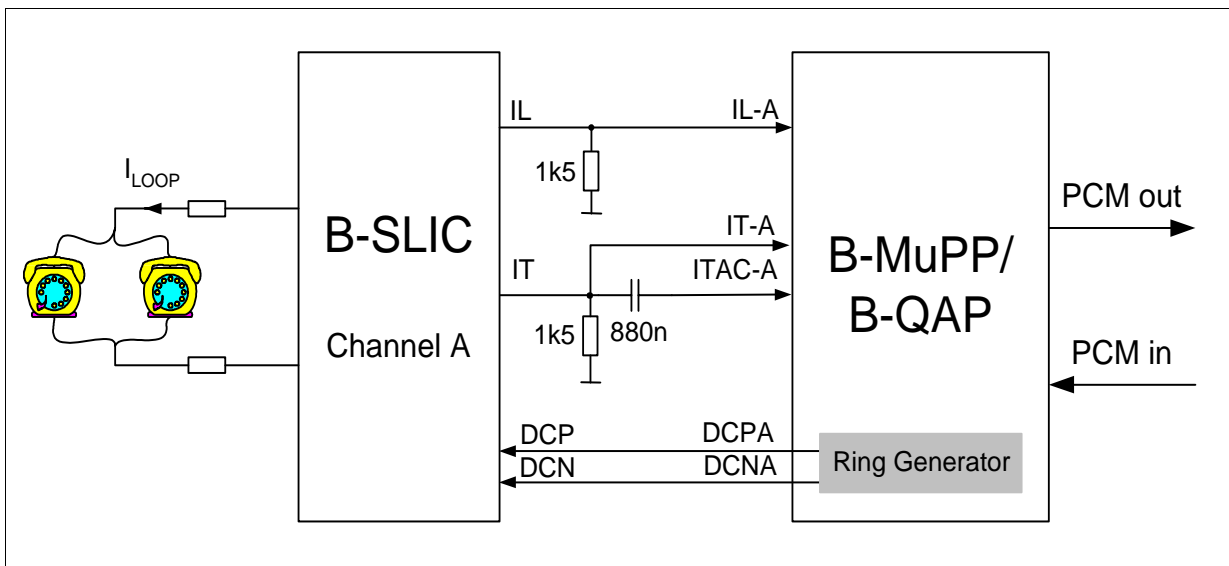 IL
IL-A
1k5
I LOOP
PCM out
B-SLIC
IT-A
B-MuPP/
B-QAP
IT
ITAC-A
1k5
880n
Channel A
PCM in
DCP
DCPA
DCN
DCNA
Ring Generator